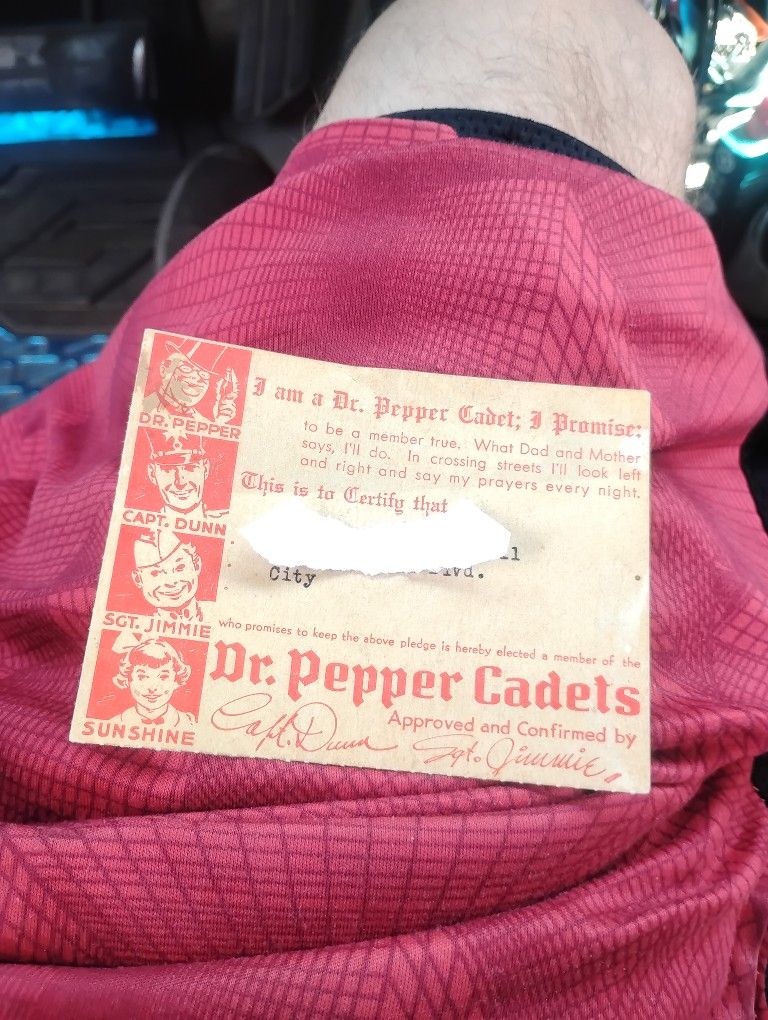 I am a Dr. Pepper Cadet; I Promise:
to be a member true. What Dad and Mother
says, I'll do. In crossing streets I'll look left
and right and say my prayers every night.
This is to Certify that
City
who promises to keep the above pledge is hereby elected a member of the
Dr. Pepper Cadets
Approved and Confirmed by
Capt. Dunn Sgt. Jimmie
DR. PEPPER
CAPT. DUNN
SGT. JIMMIE
SUNSHINE